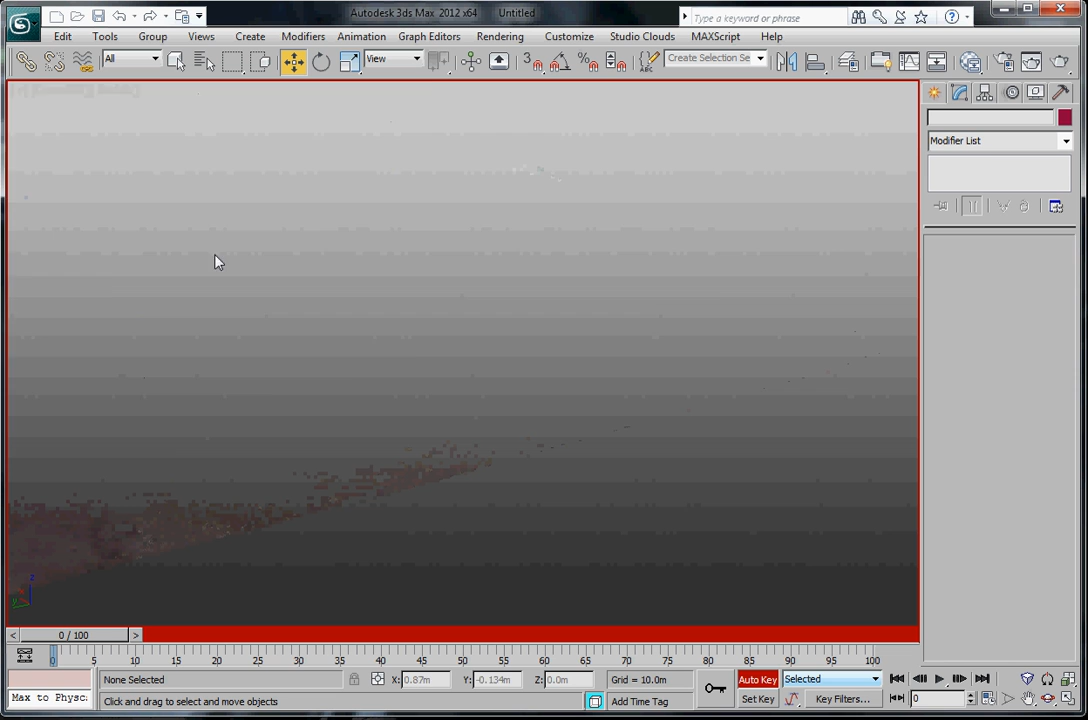 Autodesk 3ds Max 2012 x64 Untitled
Type a keyword or phrase
Edit Tools Group Views Create Modifiers Animation Graph Editors Rendering Customize Studio Clouds MAXScript Help
All View 3 Create Selection Se
Modifier List
< 0 / 100 >
0 5 10 15 20 25 30 35 40 45 50 55 60 65 70 75 80 85 90 95 100
None Selected X: 0.87m Y: -0.134m Z: 0.0m Grid = 10.0m Auto Key Selected
Max to Physc: Click and drag to select and move objects Add Time Tag Set Key Key Filters... 0